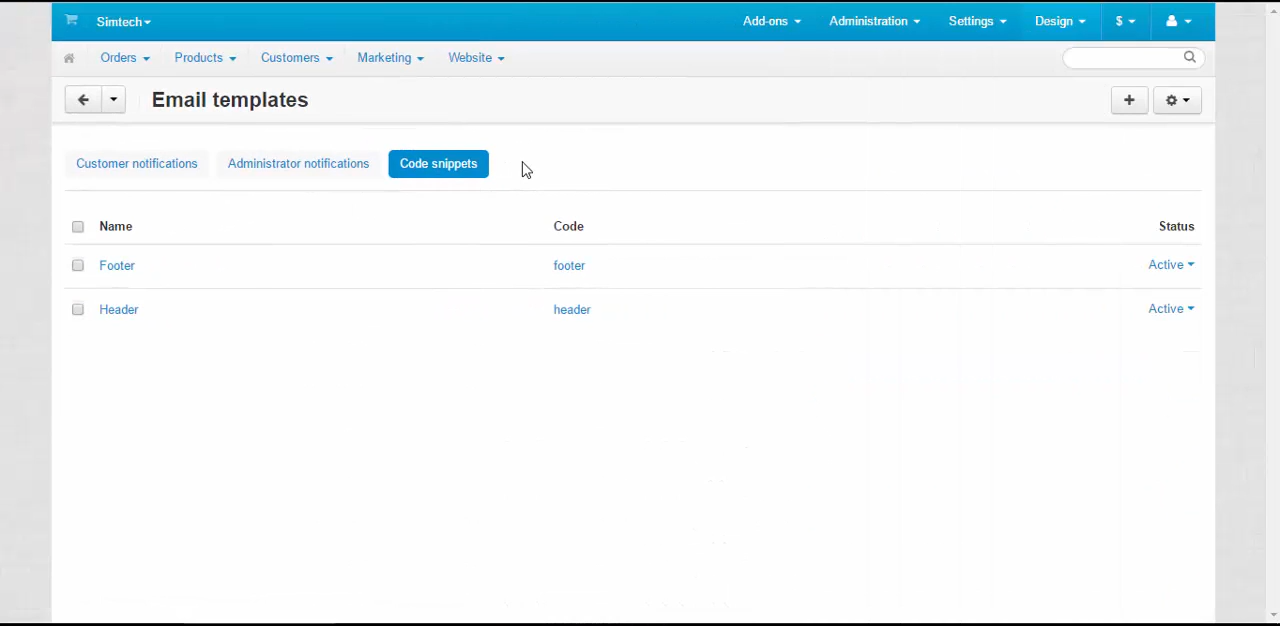 Simtech Add-ons Administration Settings Design $
Orders Products Customers Marketing Website
Email templates
Customer notifications Administrator notifications Code snippets
Name Code Status
Footer footer Active
Header header Active